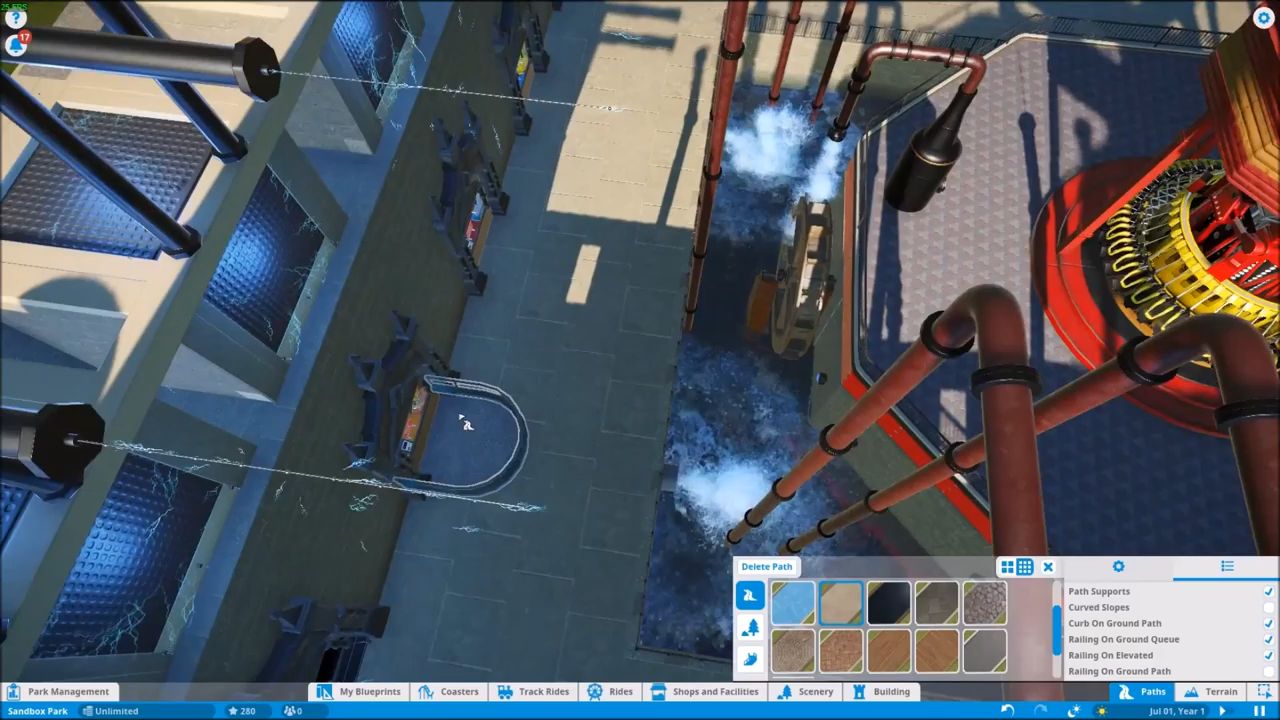 25 FPS
?
17
Delete Path
Path Supports
Curved Slopes
Curb On Ground Path
Railing On Ground Queue
Railing On Elevated
Railing On Ground Path
Park Management
My Blueprints
Coasters
Track Rides
Rides
Shops and Facilities
Scenery
Building
Paths
Terrain
Sandbox Park
Unlimited
280
0
Jul 01, Year 1